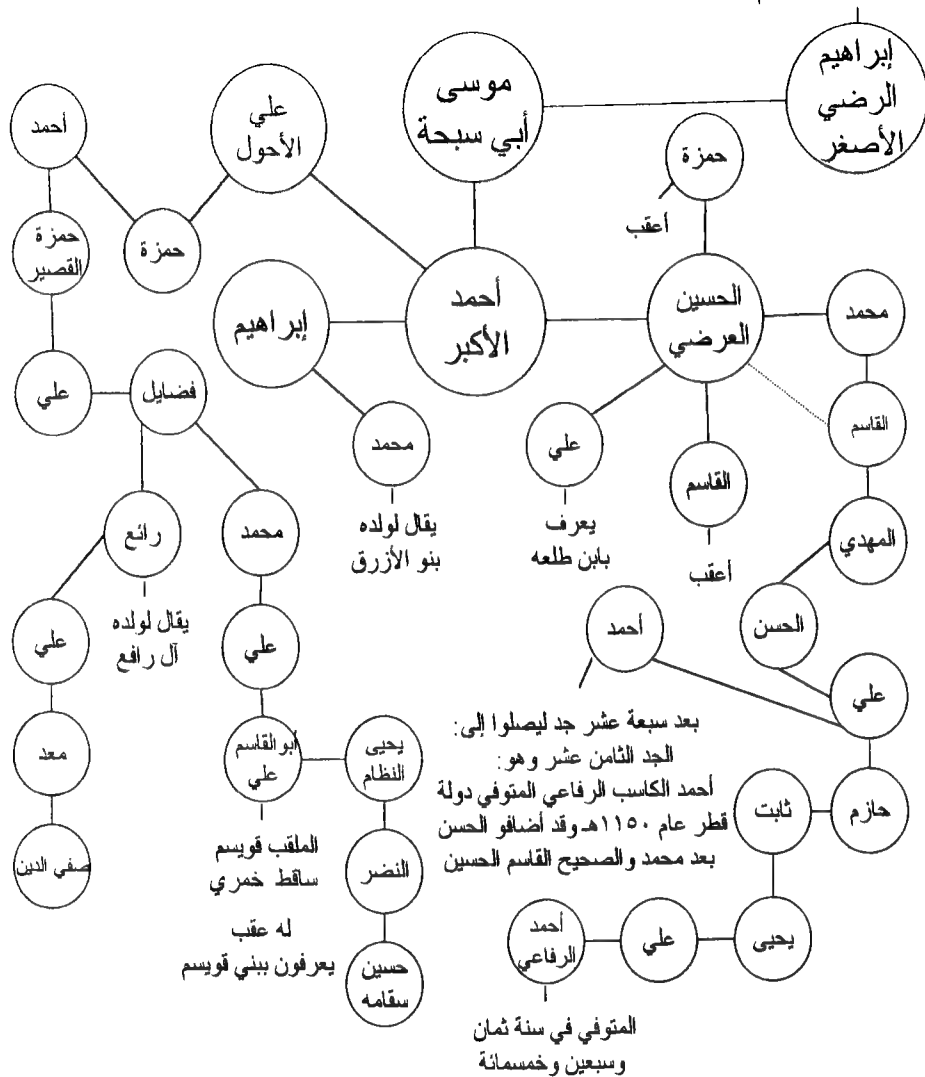 إبراهيم
الرضي
الأصغر
موسى
أبي سبحة
علي
الأحول
أحمد
حمزة
حمزة
أعقب
حمزة
القصير
إبراهيم
أحمد
الأكبر
الحسين
العرضي
محمد
علي
فضايل
محمد
علي
القاسم
القاسم
يقال لولده
بنو الأزرق
يعرف
بابن طلعه
أعقب
رائع
محمد
المهدي
يقال لولده
آل رافع
علي
علي
أحمد
الحسن
علي
معد
أبو القاسم
علي
يحيى
النظام
بعد سبعة عشر جد ليصلوا إلى:
الجد الثامن عشر وهو:
أحمد الكاسب الرفاعي المتوفي دولة
قطر عام ١١٥٠هـ وقد أضافو الحسن
بعد محمد والصحيح القاسم الحسين
ثابت
حازم
صفي الدين
الملقب قويسم
ساقط خمري
النضر
له عقب
يعرفون ببني قويسم
حسين
سقامه
أحمد
الرفاعي
علي
يحيى
المتوفي في سنة ثمان
وسبعين وخمسمائة